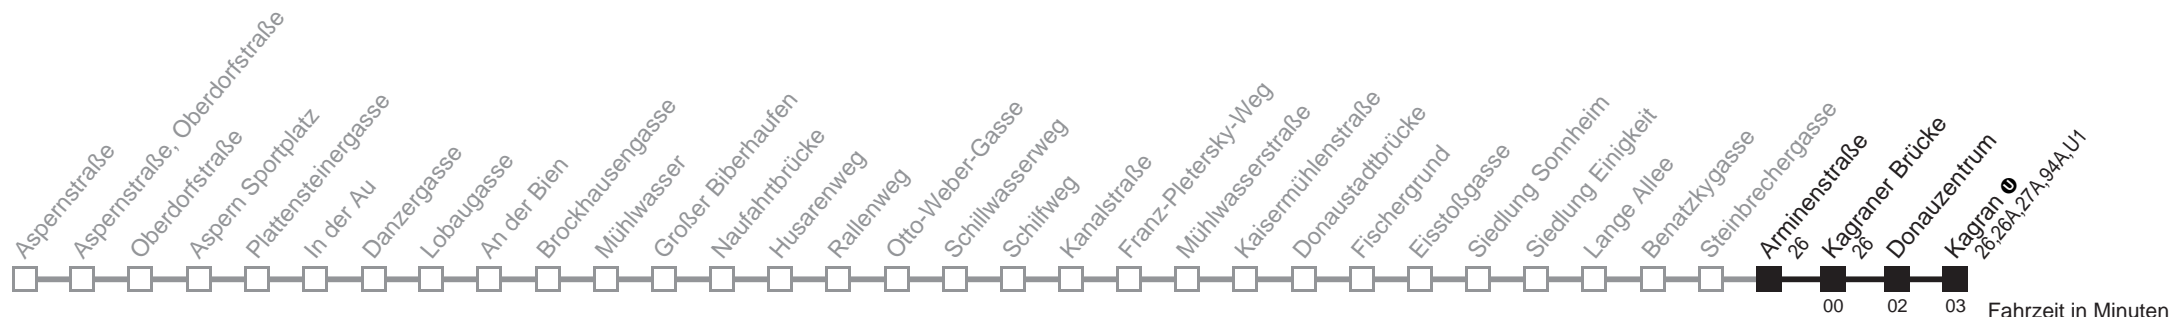 Aspernstraße
Aspernstraße, Oberdorfstraße
Oberdorfstraße
Aspern Sportplatz
Plattensteinergasse
In der Au
Danzergasse
Lobaugasse
An der Bien
Brockhausengasse
Mühlwasser
Großer Biberhaufen
Naufahrtbrücke
Husarenweg
Rallenweg
Otto-Weber-Gasse
Schillwasserweg
Schilfweg
Kanalstraße
Franz-Pletersky-Weg
Mühlwasserstraße
Kaisermühlenstraße
Donaustadtbrücke
Fischergrund
Eisstoßgasse
Siedlung Sonnheim
Siedlung Einigkeit
Lange Allee
Benatzkygasse
Steinbrechergasse
Arminenstraße
26
Kagraner Brücke
26
Donauzentrum
Kagran U
26,26A,27A,94A,U1
00 02 03 Fahrzeit in Minuten